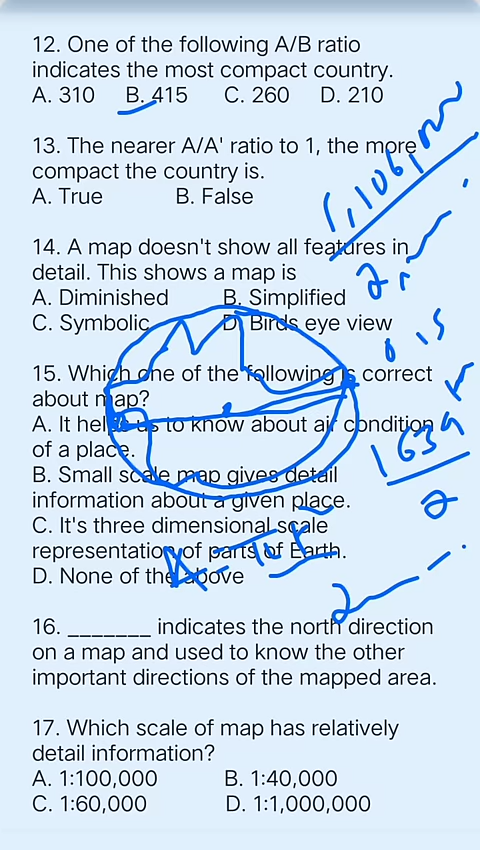 12. One of the following A/B ratio
indicates the most compact country.
A. 310 B. 415 C. 260 D. 210
13. The nearer A/A' ratio to 1, the more
compact the country is.
A. True B. False
14. A map doesn't show all features in
detail. This shows a map is
A. Diminished B. Simplified
C. Symbolic D. Birds eye view
15. Which one of the following is correct
about map?
A. It helps us to know about air condition
of a place.
B. Small scale map gives detail
information about a given place.
C. It's three dimensional scale
representation of parts of Earth.
D. None of the above
16. _______ indicates the north direction
on a map and used to know the other
important directions of the mapped area.
17. Which scale of map has relatively
detail information?
A. 1:100,000 B. 1:40,000
C. 1:60,000 D. 1:1,000,000